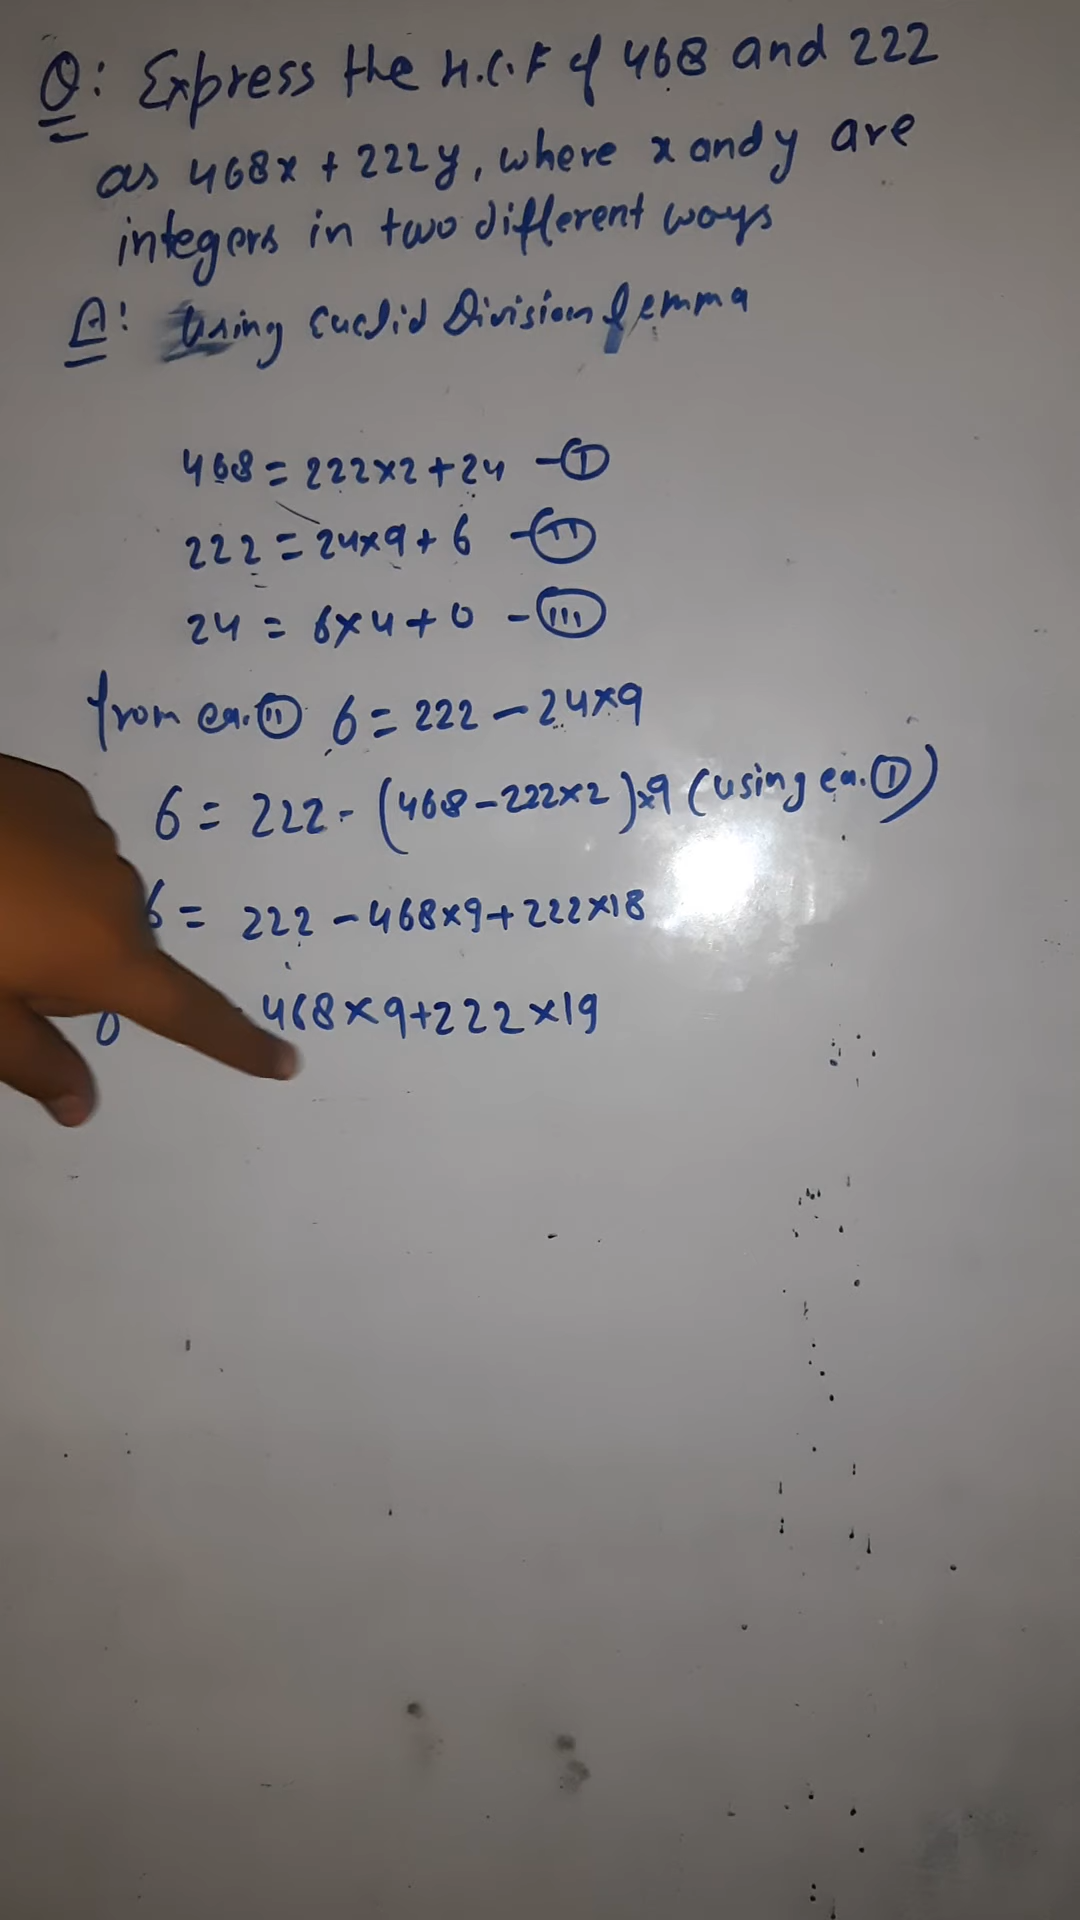 Q: Express the H.C.F of 468 and 222
as 468x + 222y, where x and y are
integers in two different ways
A: Using Euclid Division lemma
468 = 222×2+24 - I
222 = 24×9+ 6 - II
24 = 6×4+0 - III
from eq. II 6 = 222 - 24×9
6 = 222 - (468-222×2)×9 (using eq. I)
6 = 222 - 468×9+222×18
468×9+222×19